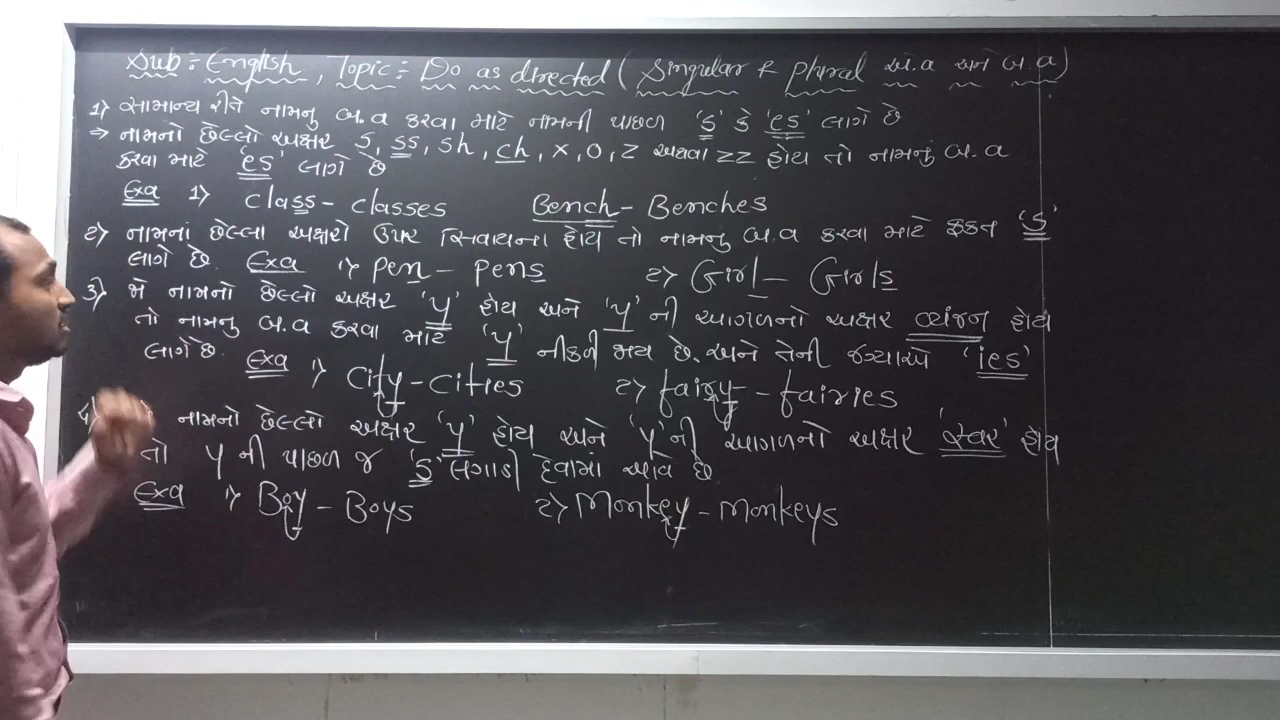 Sub :- English, Topic :- Do as directed ( Singular & Plural એ.વ અને બ.વ )
1) સામાન્ય રીતે નામનુ બ.વ કરવા માટે નામની પાછળ 's' કે 'es' લાગે છે
⇒ નામનો છેલ્લો અક્ષર s, ss, sh, ch, x, o, z અથવા zz હોય તો નામનું બ.વ
કરવા માટે 'es' લાગે છે
Exa 1) class - classes Bench - Benches
2) નામનાં છેલ્લા અક્ષરો ઉપર સિવાયના હોય તો નામનુ બ.વ કરવા માટે ફક્ત 's'
લાગે છે. Exa 1) Pen - Pens 2) Girl - Girls
3) જો નામનો છેલ્લો અક્ષર 'y' હોય અને 'y' ની આગળનો અક્ષર વ્યંજન હોય
તો નામનુ બ.વ કરવા માટે 'y' નીકળી જાય છે. અને તેની જગ્યાએ 'ies'
લાગે છે. Exa 1) City - Cities 2) fairy - fairies
4) નામનો છેલ્લો અક્ષર 'y' હોય અને 'y' ની આગળનો અક્ષર 'સ્વર' હોય
તો y ની પાછળ જ 's' લગાડી દેવામાં આવે છે
Exa 1) Boy - Boys 2) Monkey - Monkeys